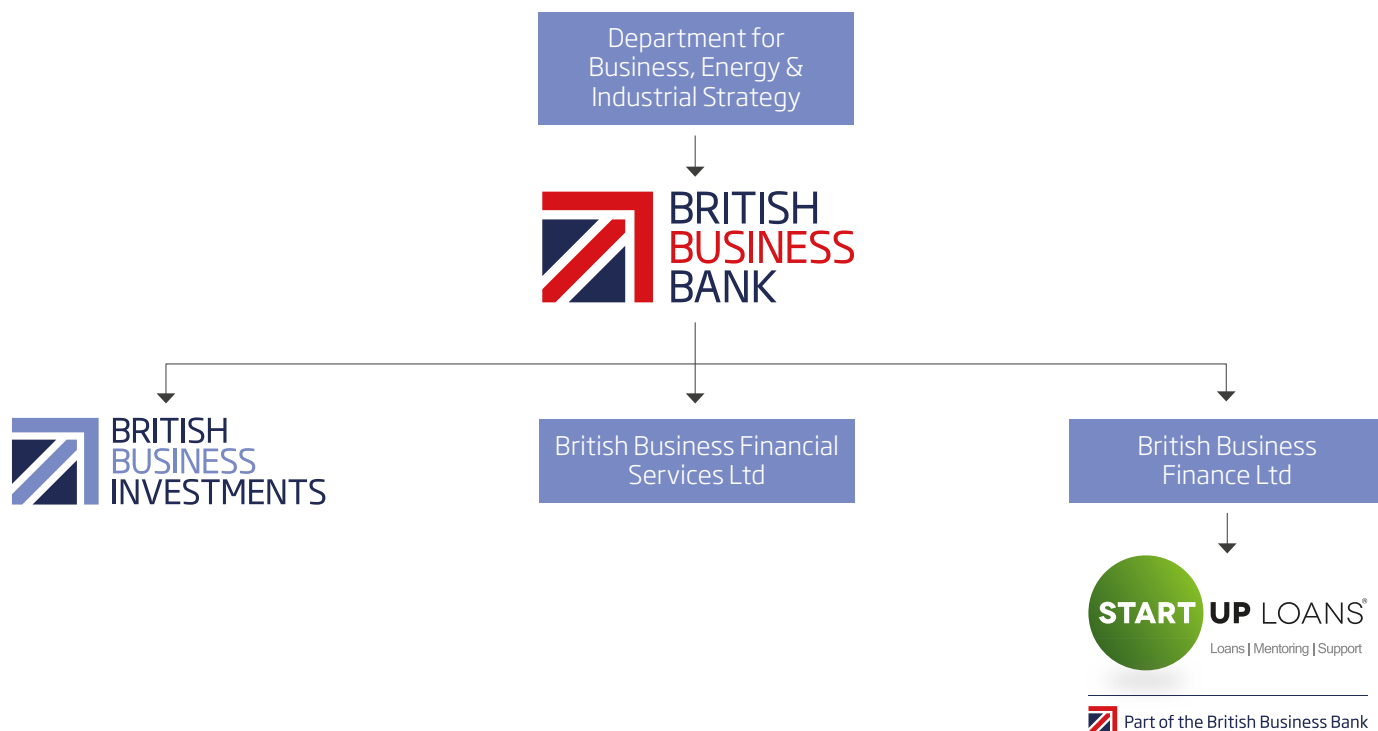 Department for
Business, Energy &
Industrial Strategy
BRITISH
BUSINESS
BANK
BRITISH
BUSINESS
INVESTMENTS
British Business Financial
Services Ltd
British Business
Finance Ltd
START UP LOANS®
Loans | Mentoring | Support
Part of the British Business Bank